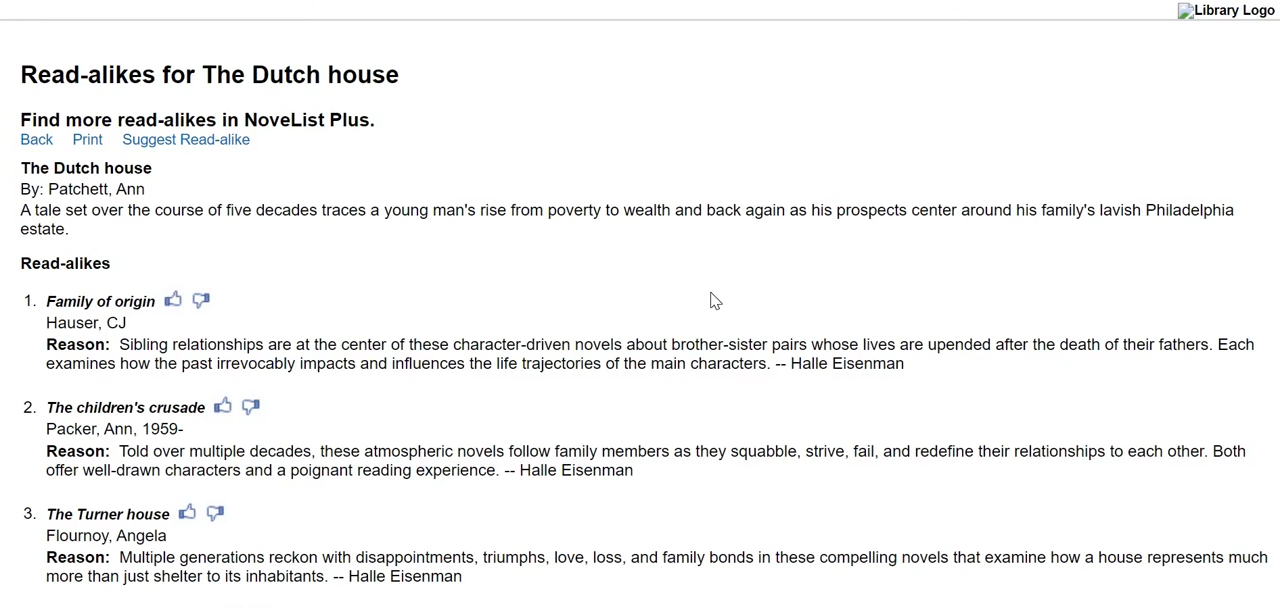 Library Logo
Read-alikes for The Dutch house
Find more read-alikes in NoveList Plus.
Back Print Suggest Read-alike
The Dutch house
By: Patchett, Ann
A tale set over the course of five decades traces a young man's rise from poverty to wealth and back again as his prospects center around his family's lavish Philadelphia
estate.
Read-alikes
1. Family of origin
Hauser, CJ
Reason: Sibling relationships are at the center of these character-driven novels about brother-sister pairs whose lives are upended after the death of their fathers. Each
examines how the past irrevocably impacts and influences the life trajectories of the main characters. -- Halle Eisenman
2. The children's crusade
Packer, Ann, 1959-
Reason: Told over multiple decades, these atmospheric novels follow family members as they squabble, strive, fail, and redefine their relationships to each other. Both
offer well-drawn characters and a poignant reading experience. -- Halle Eisenman
3. The Turner house
Flournoy, Angela
Reason: Multiple generations reckon with disappointments, triumphs, love, loss, and family bonds in these compelling novels that examine how a house represents much
more than just shelter to its inhabitants. -- Halle Eisenman